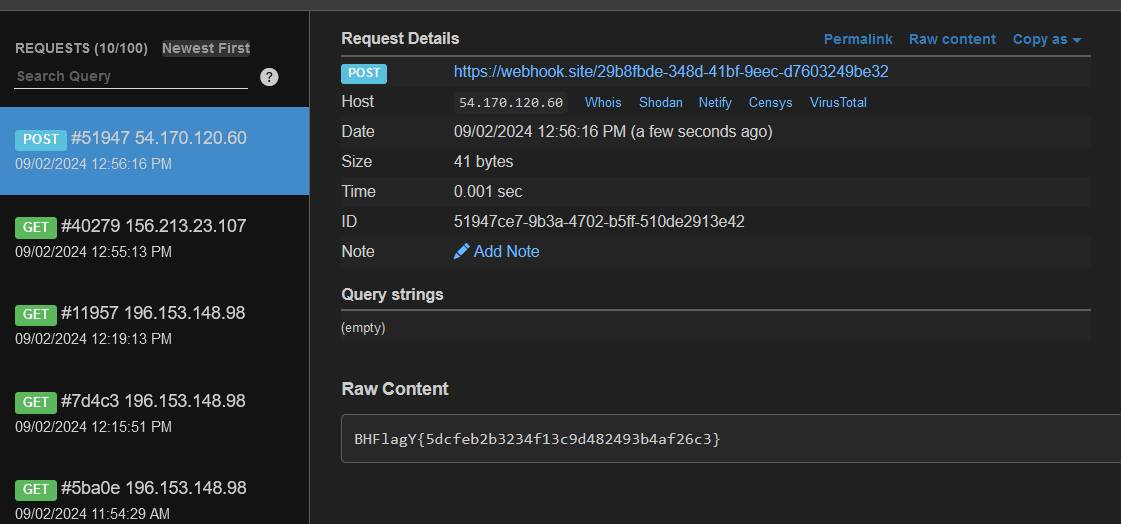 REQUESTS (10/100) Newest First
Search Query
?
POST #51947 54.170.120.60
09/02/2024 12:56:16 PM
GET #40279 156.213.23.107
09/02/2024 12:55:13 PM
GET #11957 196.153.148.98
09/02/2024 12:19:13 PM
GET #7d4c3 196.153.148.98
09/02/2024 12:15:51 PM
GET #5ba0e 196.153.148.98
09/02/2024 11:54:29 AM
Request Details Permalink Raw content Copy as
POST https://webhook.site/29b8fbde-348d-41bf-9eec-d7603249be32
Host 54.170.120.60 Whois Shodan Netify Censys VirusTotal
Date 09/02/2024 12:56:16 PM (a few seconds ago)
Size 41 bytes
Time 0.001 sec
ID 51947ce7-9b3a-4702-b5ff-510de2913e42
Note Add Note
Query strings
(empty)
Raw Content
BHFlagY{5dcfeb2b3234f13c9d482493b4af26c3}